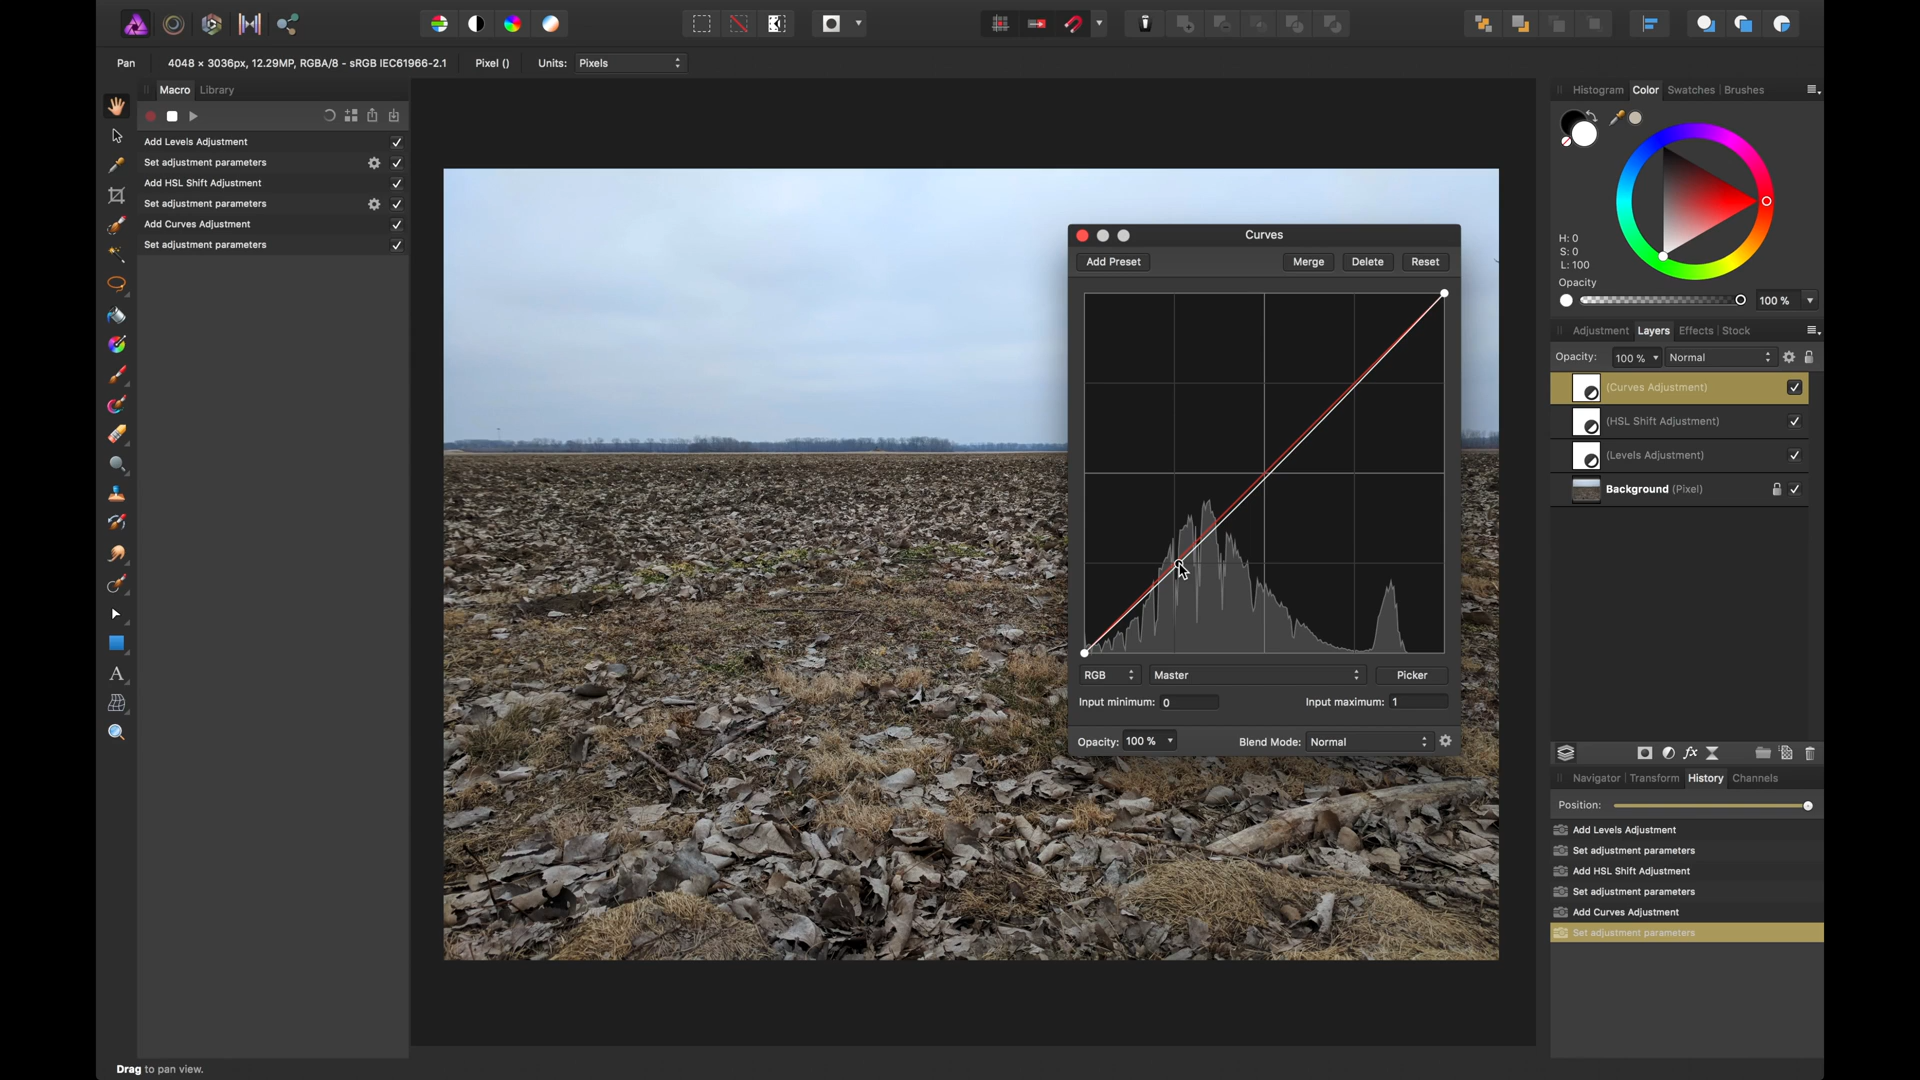 Pan 4048 × 3036px, 12.29MP, RGBA/8 - sRGB IEC61966-2.1 Pixel () Units: Pixels
Macro Library
Add Levels Adjustment
Set adjustment parameters
Add HSL Shift Adjustment
Set adjustment parameters
Add Curves Adjustment
Set adjustment parameters
Curves
Add Preset Merge Delete Reset
RGB Master Picker
Input minimum: 0 Input maximum: 1
Opacity: 100 % Blend Mode: Normal
Histogram Color Swatches Brushes
H: 0
S: 0
L: 100
Opacity
100 %
Adjustment Layers Effects Stock
Opacity: 100 % Normal
(Curves Adjustment)
(HSL Shift Adjustment)
(Levels Adjustment)
Background (Pixel)
fx
Navigator Transform History Channels
Position:
Add Levels Adjustment
Set adjustment parameters
Add HSL Shift Adjustment
Set adjustment parameters
Add Curves Adjustment
Set adjustment parameters
A
Drag to pan view.